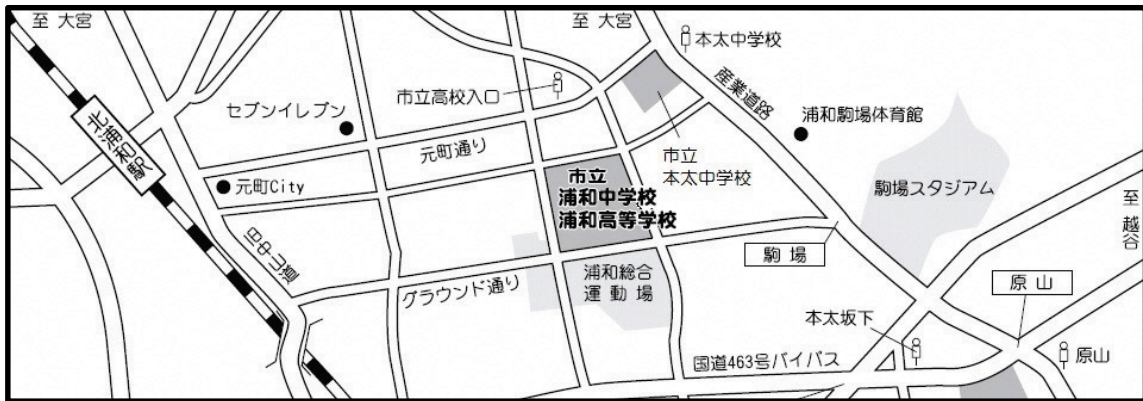 至 大宮
至 大宮
本太中学校
市立高校入口
産業道路
セブンイレブン
浦和駒場体育館
北浦和駅
元町通り
市立
本太中学校
元町City
市立
浦和中学校
浦和高等学校
駒場スタジアム
至 越谷
旧中山道
駒 場
浦和総合
運 動 場
グラウンド通り
原 山
本太坂下
国道463号バイパス
原山